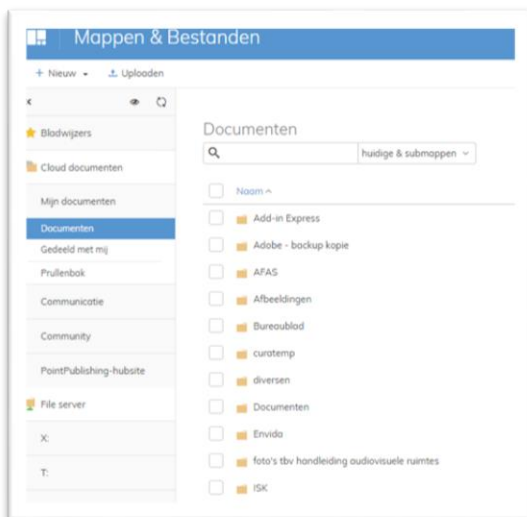 Mappen & Bestanden
+ Nieuw
Uploaden
Bladwijzers
Cloud documenten
Mijn documenten
Documenten
Gedeeld met mij
Prullenbak
Communicatie
Community
PointPublishing-hubsite
File server
X:
T:
Documenten
huidige & submappen
Naam
Add-in Express
Adobe - backup kopie
AFAS
Afbeeldingen
Bureaublad
curatemp
diversen
Documenten
Envida
foto's tbv handleiding audiovisuele ruimtes
ISK